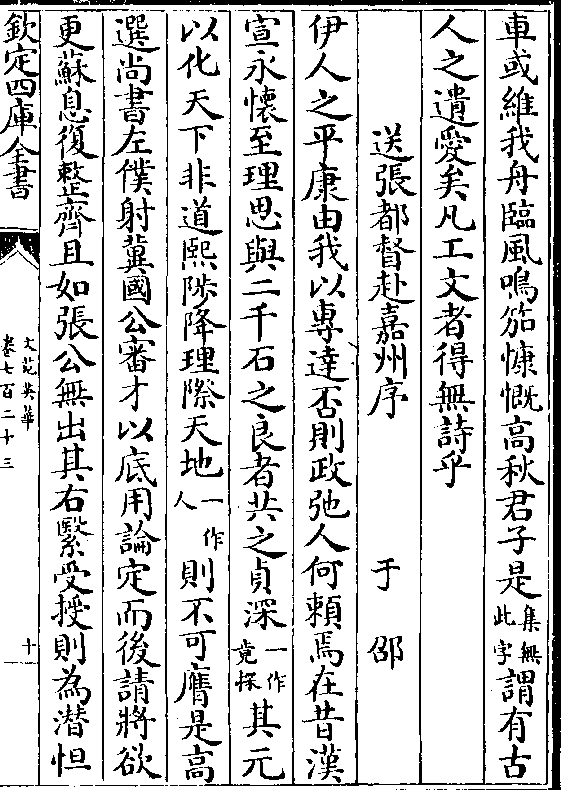 車或維我舟臨風鳴笳慷慨高秋君子是集無此字謂有古
人之遺愛矣凡工文者得無詩乎
送張都督赴嘉州序 于邵
伊人之平康由我以專達否則政弛人何頼焉在昔漢
宣永懷至理思與二千石之良者共之貞深一作竟採其元
以化天下非道熙陟降理際天地一作人則不可膺是高
選尚書左僕射冀國公審才以底用論定而後請將欲
更蘇息復整齊且如張公無出其右繄受授則為潛怛
欽定四庫全書
文苑英華
卷七百二十三
十